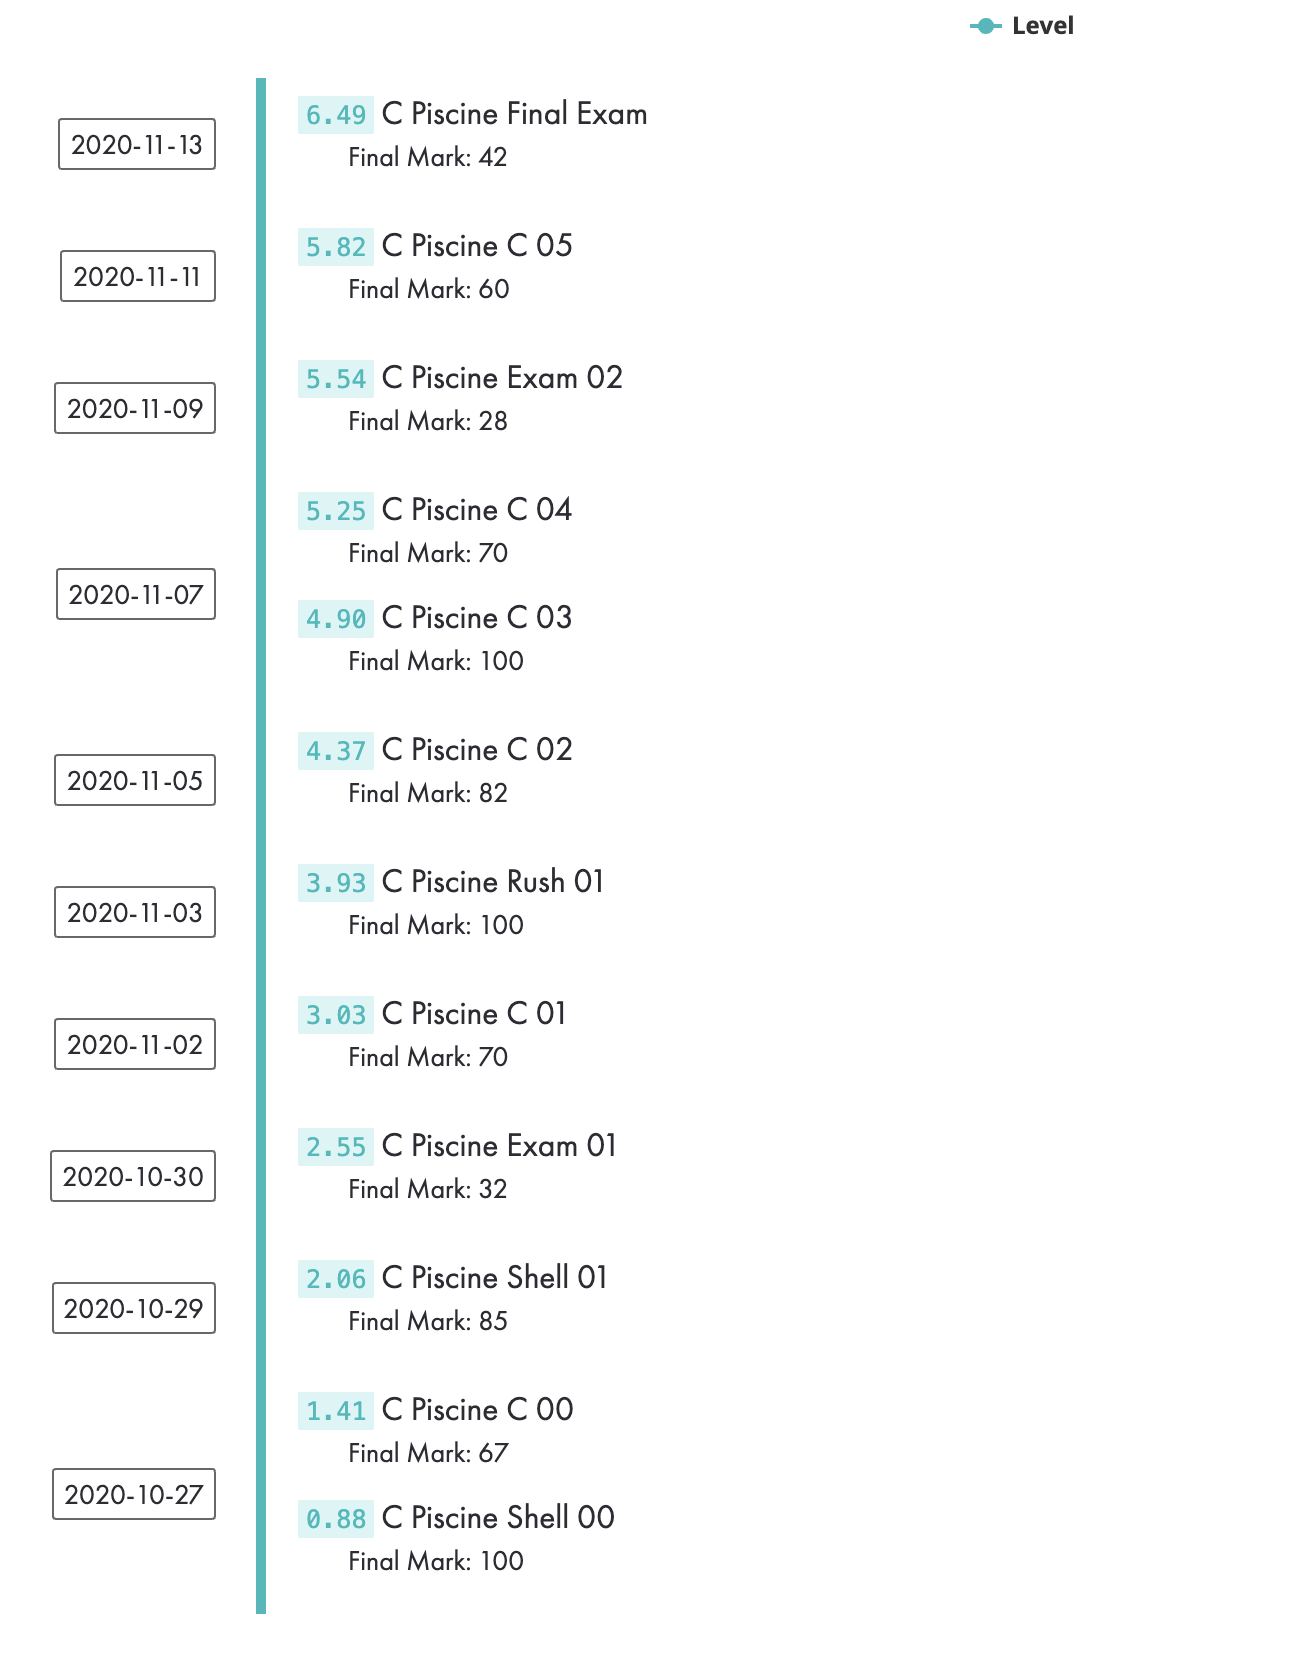 Level
2020-11-13
6.49 C Piscine Final Exam
Final Mark: 42
2020-11-11
5.82 C Piscine C 05
Final Mark: 60
2020-11-09
5.54 C Piscine Exam 02
Final Mark: 28
2020-11-07
5.25 C Piscine C 04
Final Mark: 70
4.90 C Piscine C 03
Final Mark: 100
2020-11-05
4.37 C Piscine C 02
Final Mark: 82
2020-11-03
3.93 C Piscine Rush 01
Final Mark: 100
2020-11-02
3.03 C Piscine C 01
Final Mark: 70
2020-10-30
2.55 C Piscine Exam 01
Final Mark: 32
2020-10-29
2.06 C Piscine Shell 01
Final Mark: 85
2020-10-27
1.41 C Piscine C 00
Final Mark: 67
0.88 C Piscine Shell 00
Final Mark: 100